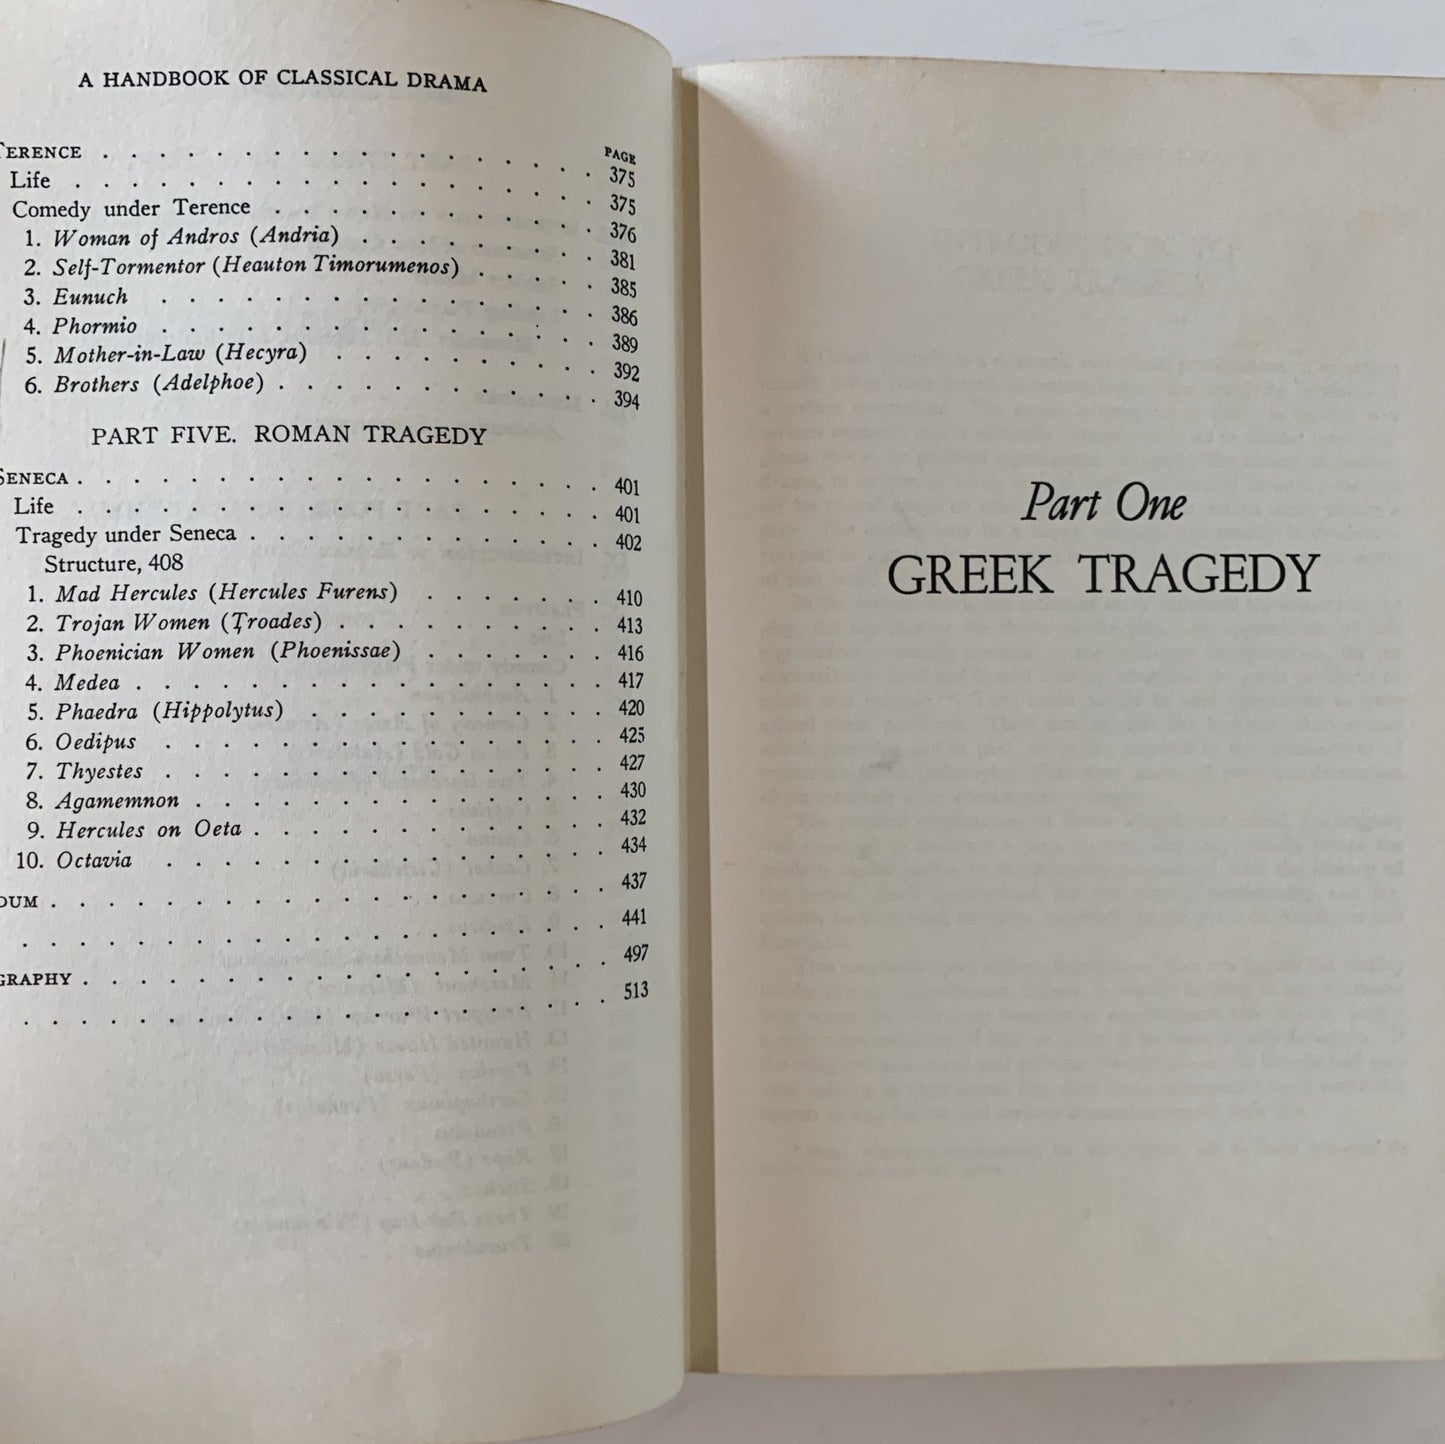 A HANDBOOK OF CLASSICAL DRAMA
PAGE
TERENCE . . . . . . . . . . . . . . . . . . 375
Life . . . . . . . . . . . . . . . . . . . 375
Comedy under Terence . . . . . . . . . . . . 376
1. Woman of Andros (Andria) . . . . . . . . . 381
2. Self-Tormentor (Heauton Timorumenos) . . . . . 385
3. Eunuch . . . . . . . . . . . . . . . . 386
4. Phormio . . . . . . . . . . . . . . . . 389
5. Mother-in-Law (Hecyra) . . . . . . . . . . 392
6. Brothers (Adelphoe) . . . . . . . . . . . . 394
PART FIVE. ROMAN TRAGEDY
SENECA . . . . . . . . . . . . . . . . . . . 401
Life . . . . . . . . . . . . . . . . . . . 401
Tragedy under Seneca . . . . . . . . . . . . . 402
Structure, 408
1. Mad Hercules (Hercules Furens) . . . . . . . 410
2. Trojan Women (Troades) . . . . . . . . . . 413
3. Phoenician Women (Phoenissae) . . . . . . . 416
4. Medea . . . . . . . . . . . . . . . . . 417
5. Phaedra (Hippolytus) . . . . . . . . . . . 420
6. Oedipus . . . . . . . . . . . . . . . . 425
7. Thyestes . . . . . . . . . . . . . . . . 427
8. Agamemnon . . . . . . . . . . . . . . . 430
9. Hercules on Oeta . . . . . . . . . . . . . 432
10. Octavia . . . . . . . . . . . . . . . . 434
DUM . . . . . . . . . . . . . . . . . . . . 437
. . . . . . . . . . . . . . . . . . . . . 441
GRAPHY . . . . . . . . . . . . . . . . . . . 497
. . . . . . . . . . . . . . . . . . . . . 513
Part One
GREEK TRAGEDY